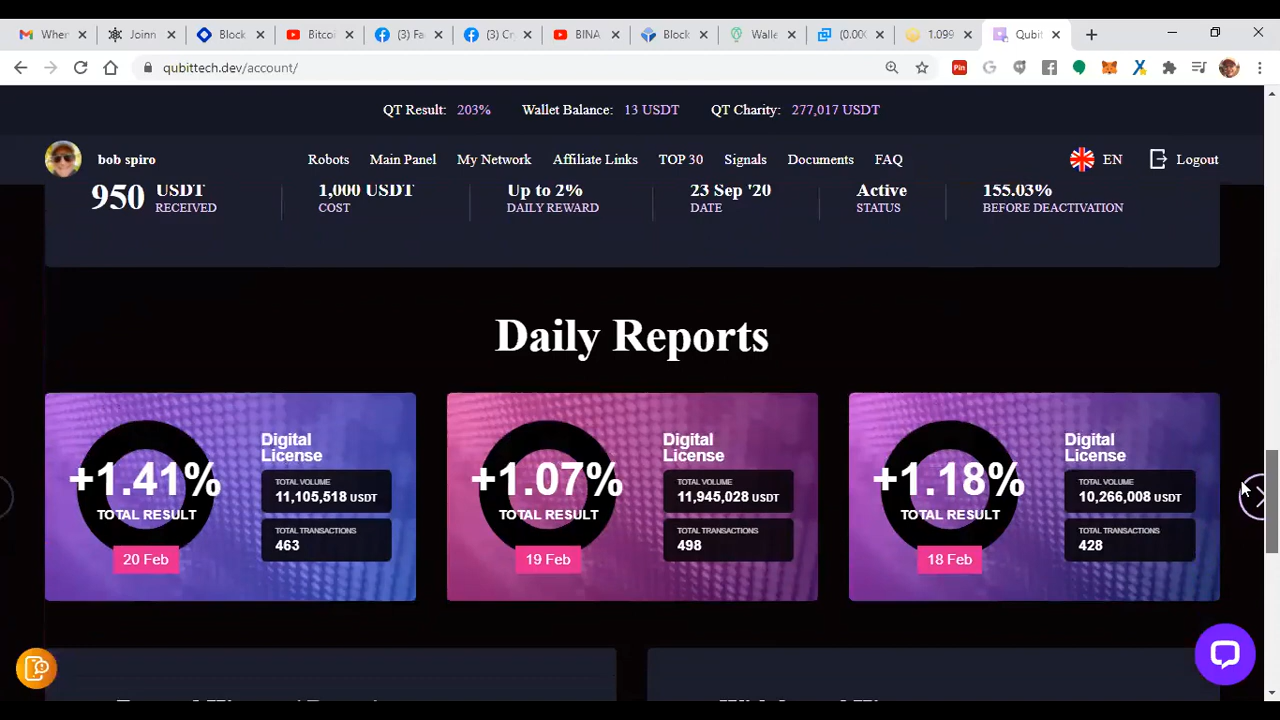 When
Joinn
Block
Bitco
(3) Fa
(3) Cr
BINA
Block
Walle
(0.00
1.099
Qubit
qubittech.dev/account/
QT Result: 203% Wallet Balance: 13 USDT QT Charity: 277,017 USDT
bob spiro Robots Main Panel My Network Affiliate Links TOP 30 Signals Documents FAQ EN Logout
950 USDT RECEIVED
1,000 USDT
COST
Up to 2%
DAILY REWARD
23 Sep '20
DATE
Active
STATUS
155.03%
BEFORE DEACTIVATION
Daily Reports
+1.41%
TOTAL RESULT
20 Feb
Digital
License
TOTAL VOLUME
11,105,518 USDT
TOTAL TRANSACTIONS
463
+1.07%
TOTAL RESULT
19 Feb
Digital
License
TOTAL VOLUME
11,945,028 USDT
TOTAL TRANSACTIONS
498
+1.18%
TOTAL RESULT
18 Feb
Digital
License
TOTAL VOLUME
10,266,008 USDT
TOTAL TRANSACTIONS
428